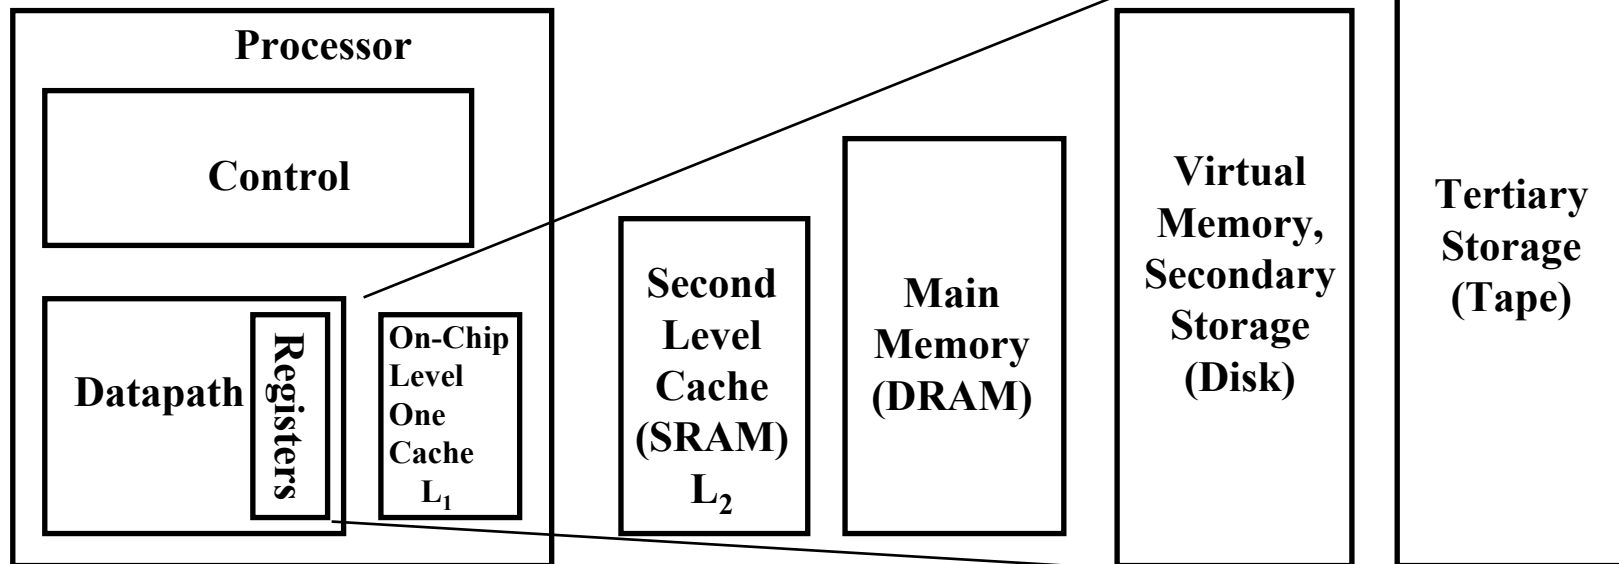 Processor
Control
Datapath
Registers
On-Chip
Level
One
Cache
L₁
Second
Level
Cache
(SRAM)
L₂
Main
Memory
(DRAM)
Virtual
Memory,
Secondary
Storage
(Disk)
Tertiary
Storage
(Tape)